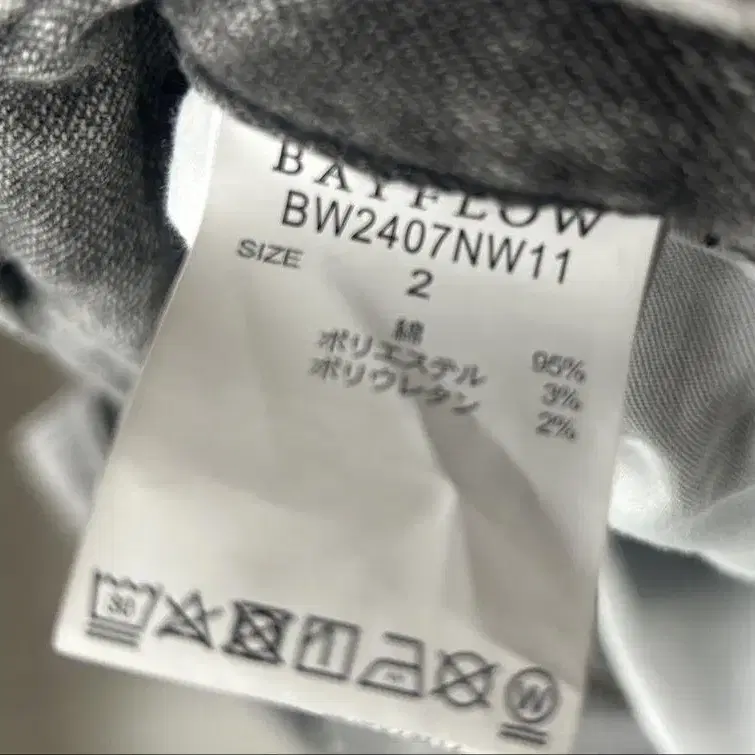 BAYFLOW
BW2407NW11
SIZE 2
綿 95%
ポリエステル 3%
ポリウレタン 2%
30
W